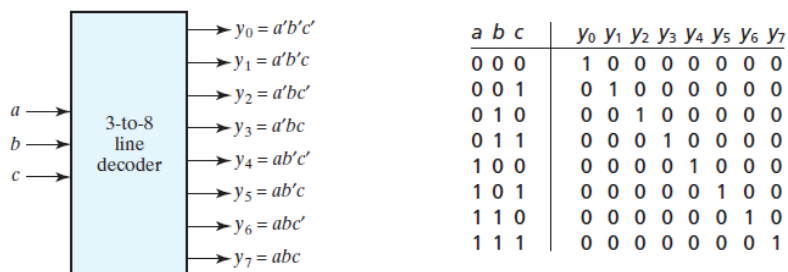 a
b
c
3-to-8
line
decoder
y0 = a'b'c'
y1 = a'b'c
y2 = a'bc'
y3 = a'bc
y4 = ab'c'
y5 = ab'c
y6 = abc'
y7 = abc
a b c y0 y1 y2 y3 y4 y5 y6 y7
0 0 0 1 0 0 0 0 0 0 0
0 0 1 0 1 0 0 0 0 0 0
0 1 0 0 0 1 0 0 0 0 0
0 1 1 0 0 0 1 0 0 0 0
1 0 0 0 0 0 0 1 0 0 0
1 0 1 0 0 0 0 0 1 0 0
1 1 0 0 0 0 0 0 0 1 0
1 1 1 0 0 0 0 0 0 0 1